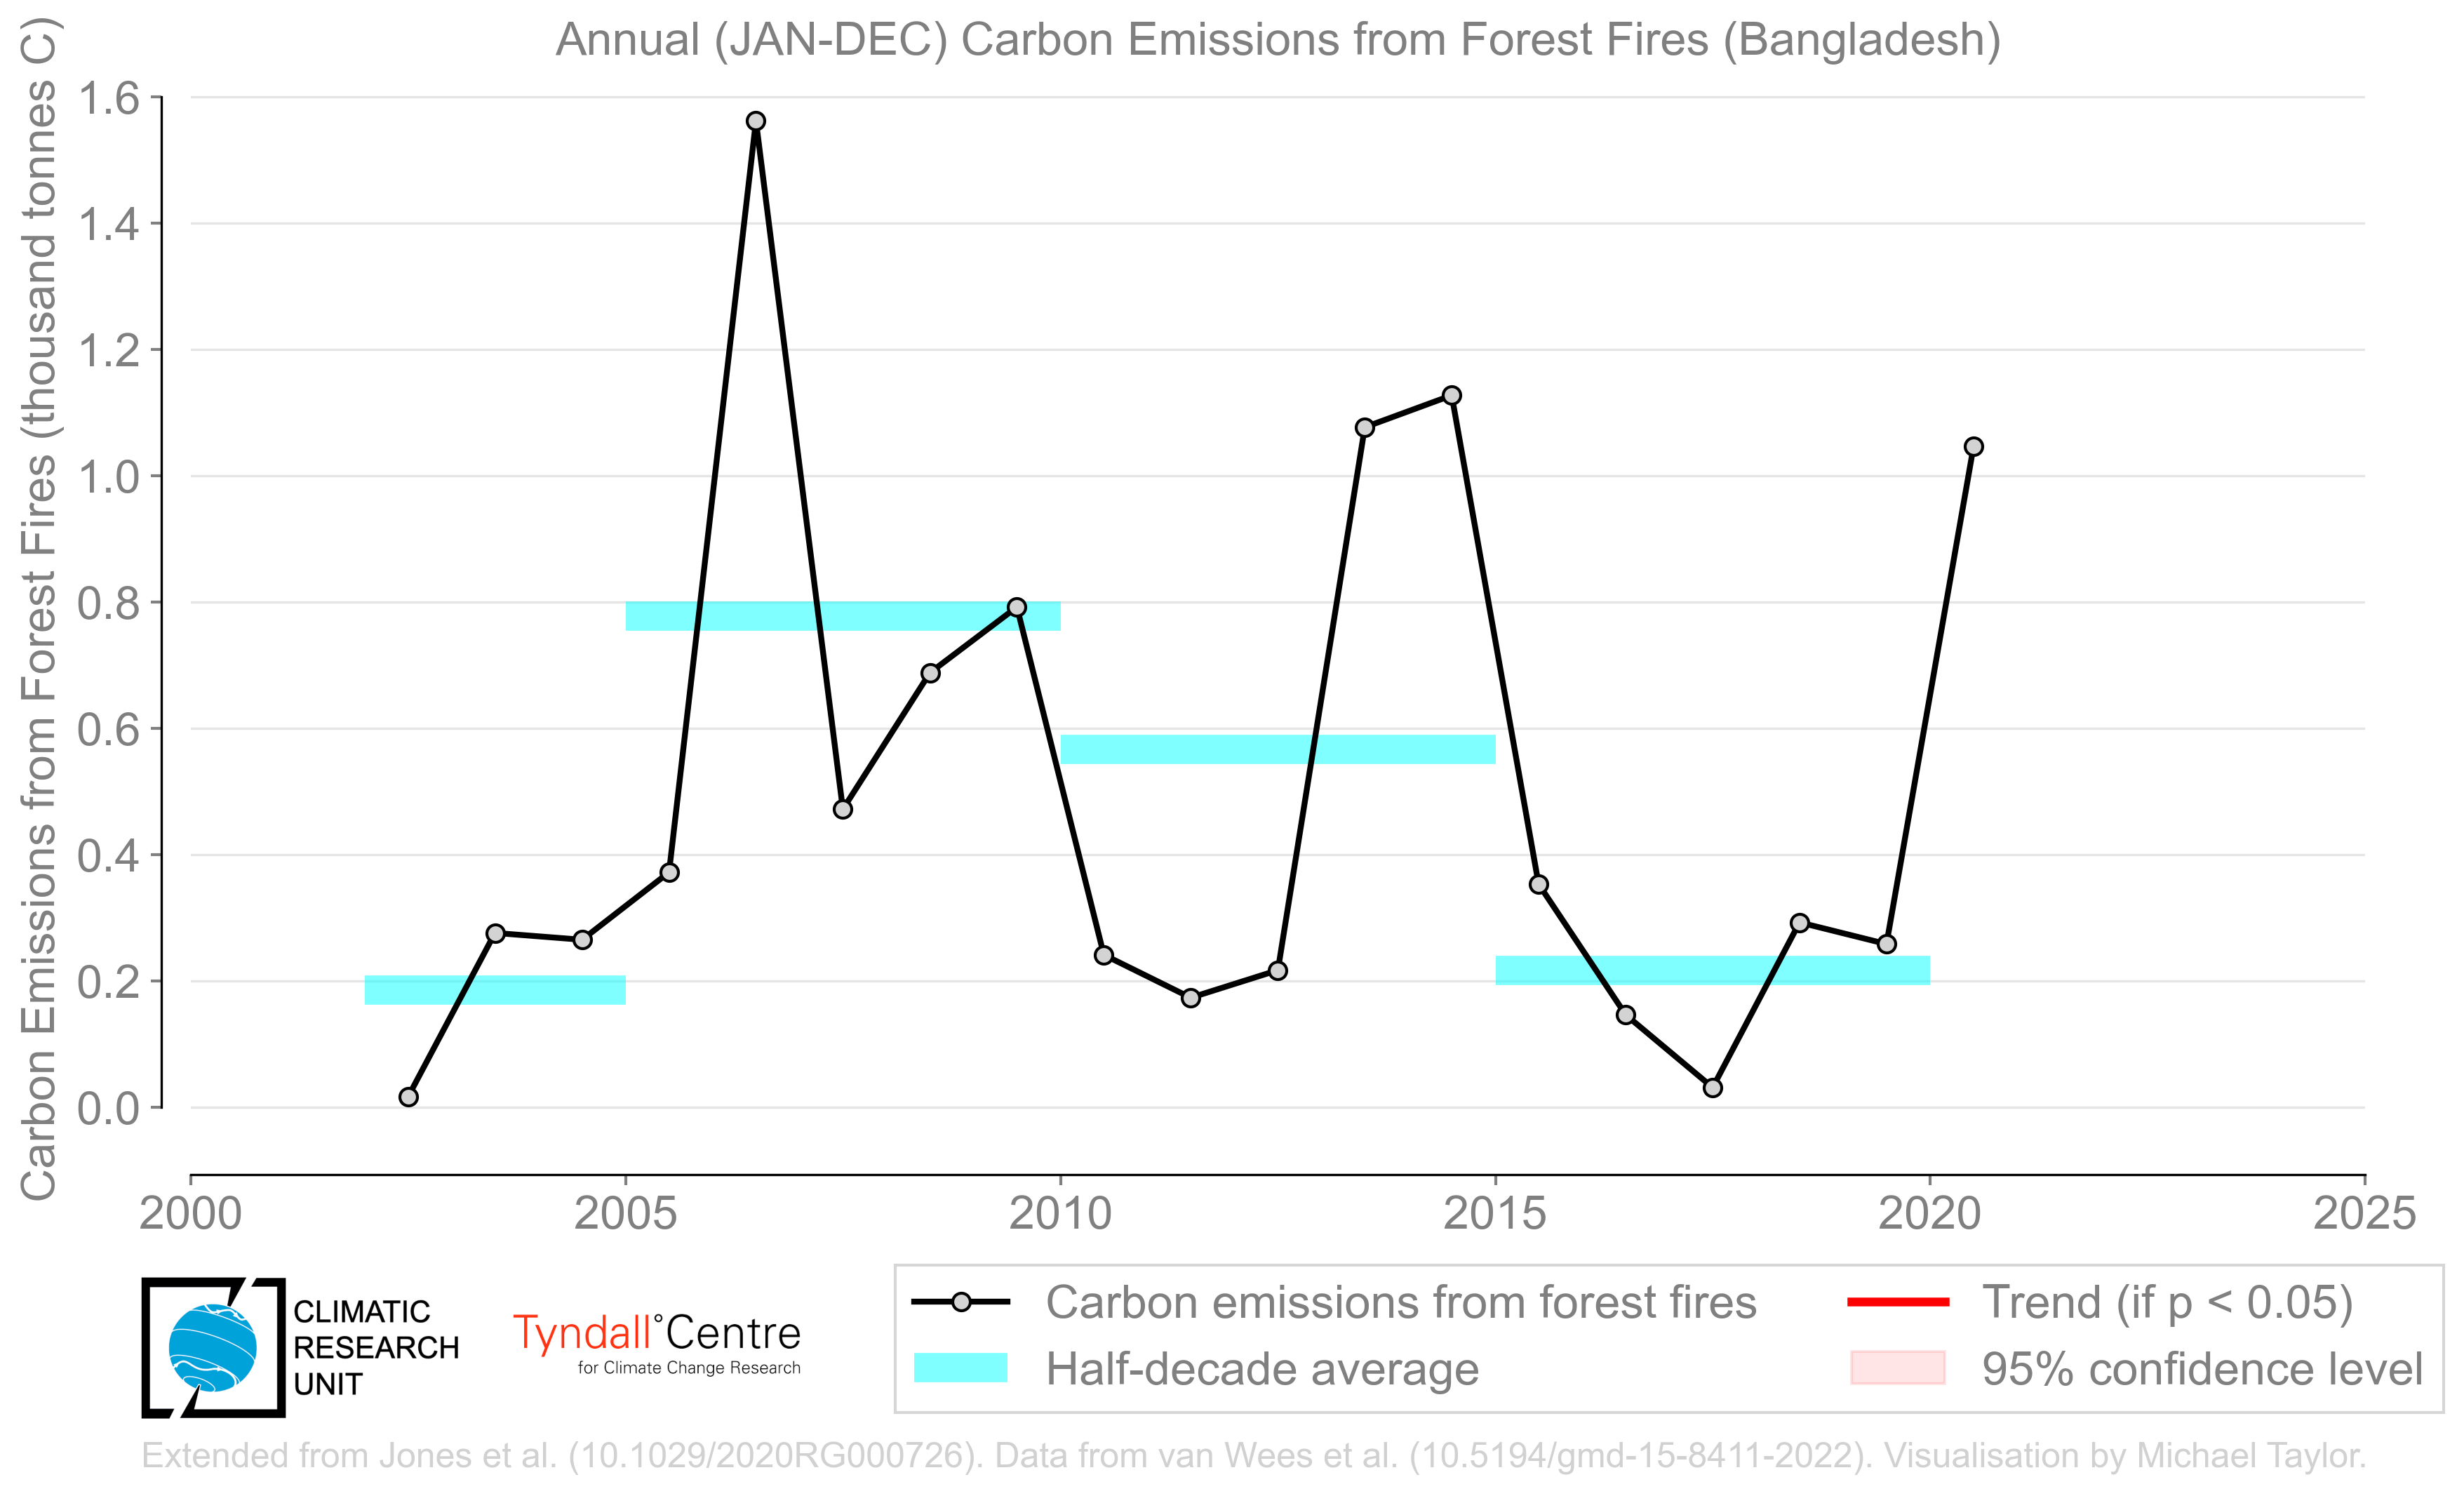 Annual (JAN-DEC) Carbon Emissions from Forest Fires (Bangladesh)
Carbon Emissions from Forest Fires (thousand tonnes C)
1.6
1.4
1.2
1.0
0.8
0.6
0.4
0.2
0.0
2000 2005 2010 2015 2020 2025
CLIMATIC
RESEARCH
UNIT
Tyndall°Centre
for Climate Change Research
Carbon emissions from forest fires
Half-decade average
Trend (if p < 0.05)
95% confidence level
Extended from Jones et al. (10.1029/2020RG000726). Data from van Wees et al. (10.5194/gmd-15-8411-2022). Visualisation by Michael Taylor.